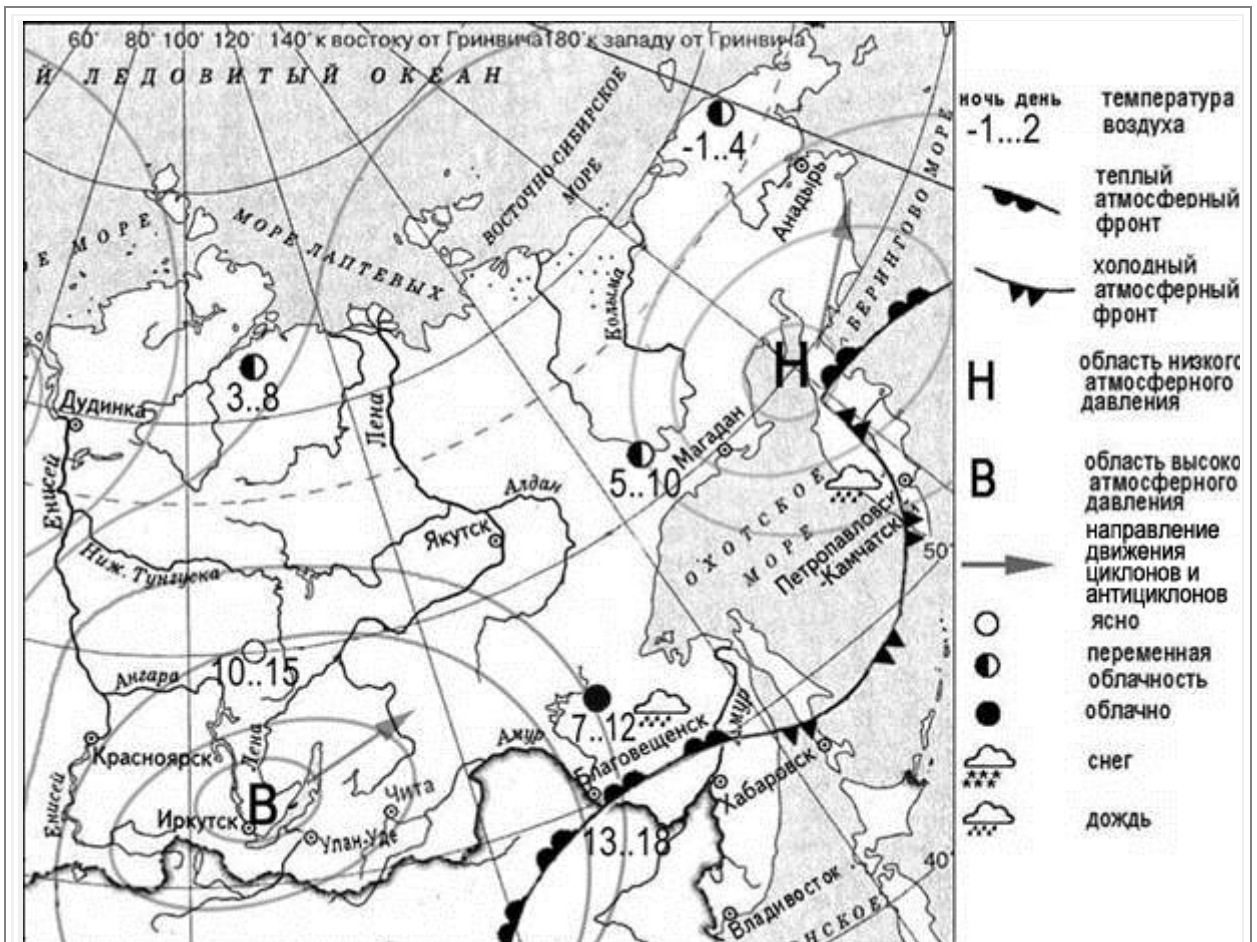 60° 80° 100° 120° 140° к востоку от Гринвича 180° к западу от Гринвича
Й ЛЕДОВИТЫЙ ОКЕАН
Е МОРЕ
МОРЕ ЛАПТЕВЫХ
ВОСТОЧНО-СИБИРСКОЕ
МОРЕ
-1..4
Анадырь
БЕРИНГОВО МОРЕ
Колыма
Н
3..8
Дудинка
Лена
Енисей
5..10
Магадан
Алдан
Якутск
ОХОТСКОЕ
МОРЕ
Петропавловск
-Камчатский
50°
Ниж. Тунгуска
Ангара
10..15
Красноярск
Лена
Енисей
В
Иркутск
Улан-Уде
Чита
Амур
7..12
Благовещенск
Амур
Хабаровск
13..18
40°
Владивосток
НСКОЕ
ночь день
-1...2
температура
воздуха
теплый
атмосферный
фронт
холодный
атмосферный
фронт
Н
область низког
атмосферного
давления
В
область высоко
атмосферного
давления
направление
движения
циклонов и
антициклонов
ясно
переменная
облачность
облачно
снег
дождь